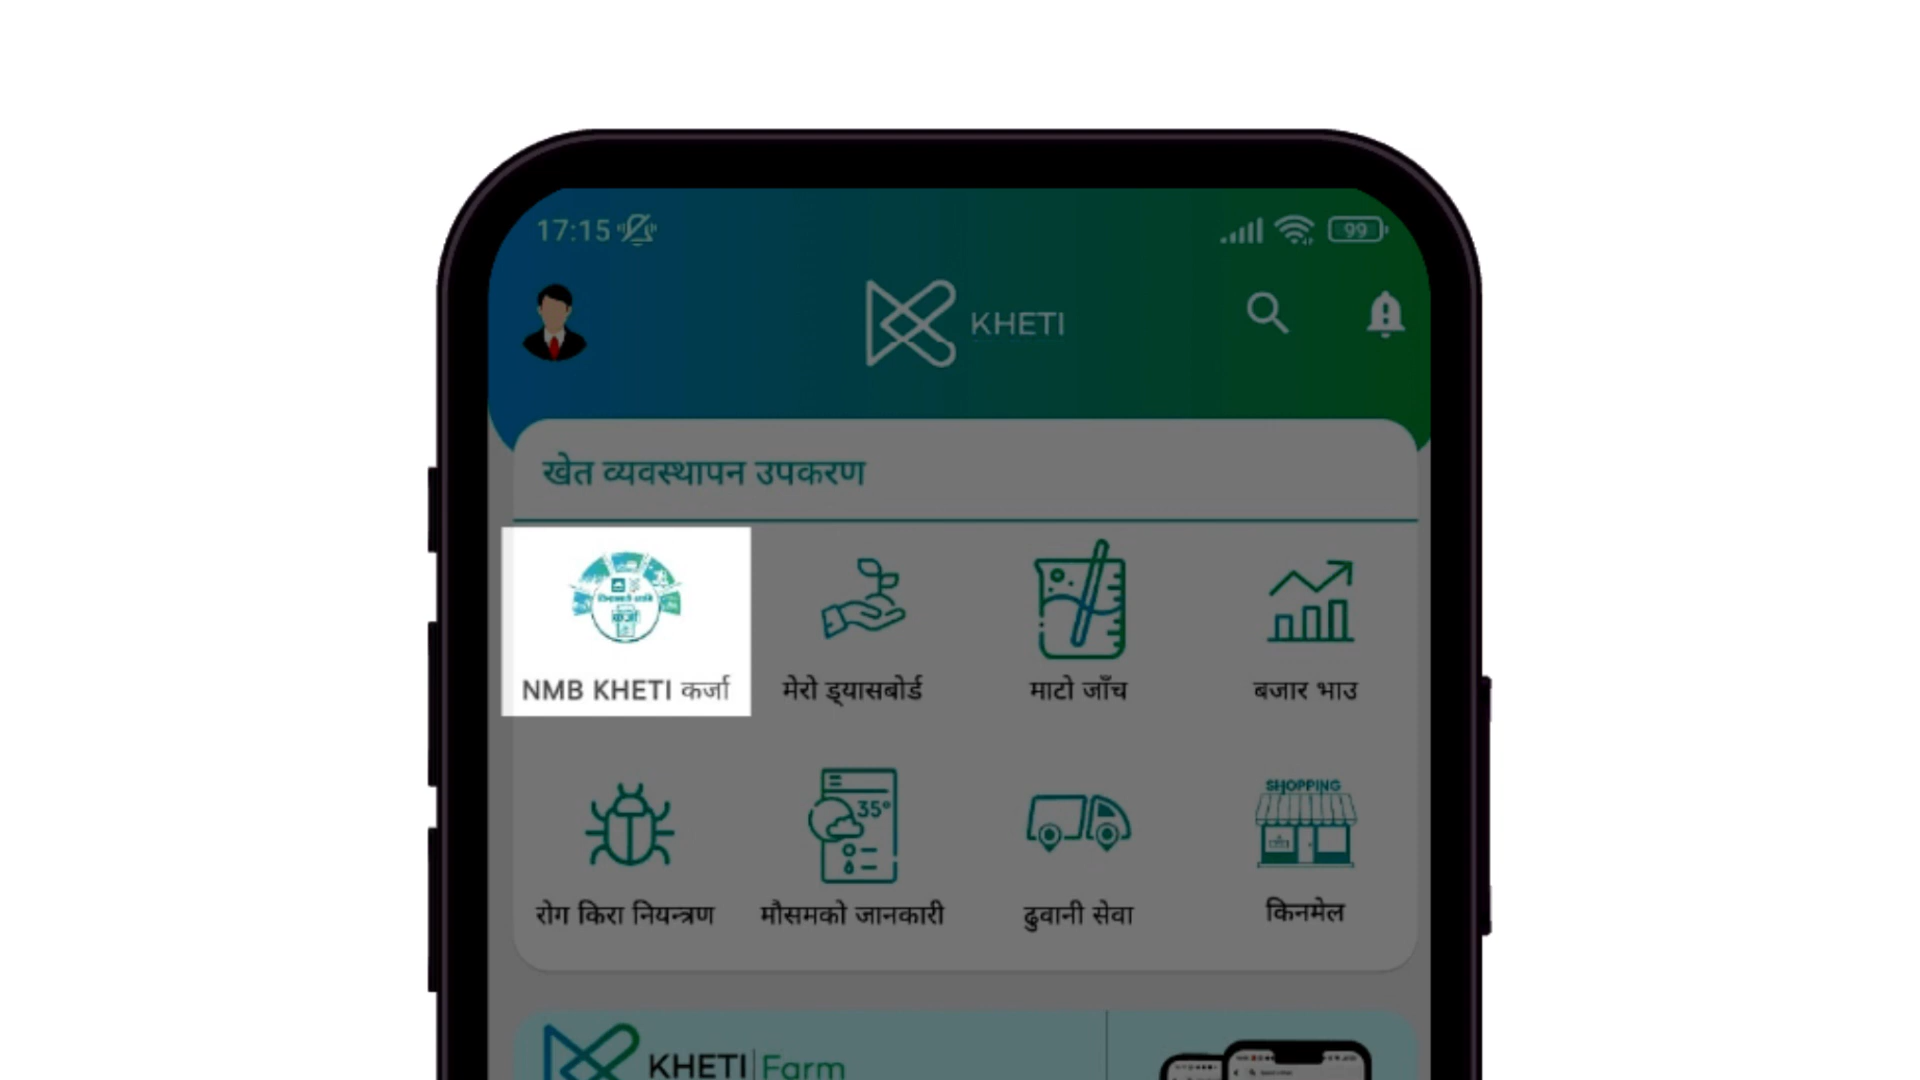 17:15
99
KHETI
खेत व्यवस्थापन उपकरण
कर्जा
NMB KHETI कर्जा
मेरो ड्यासबोर्ड
माटो जाँच
बजार भाउ
35°
SHOPPING
रोग किरा नियन्त्रण
मौसमको जानकारी
ढुवानी सेवा
किनमेल
KHETI Farm